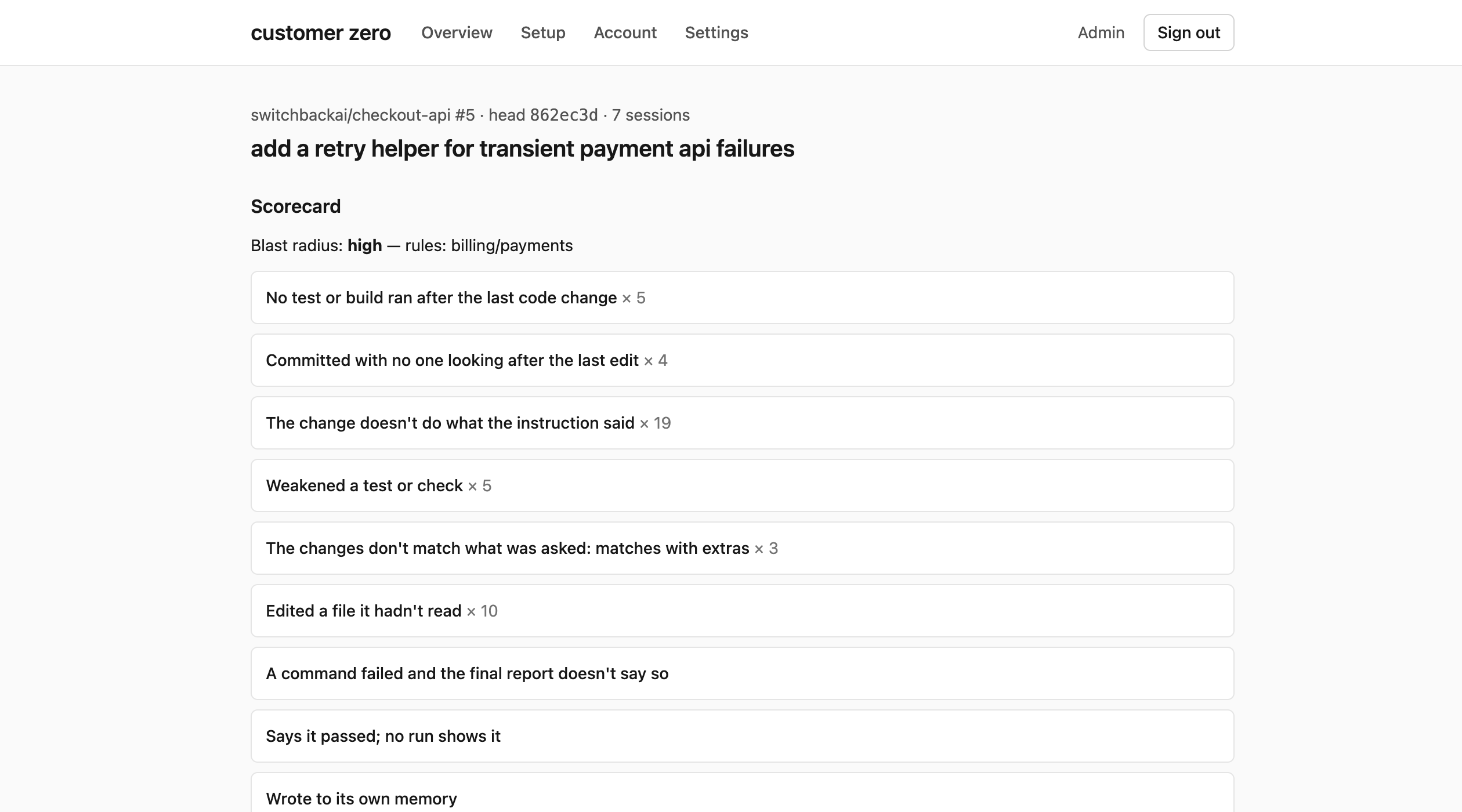 customer zero Overview Setup Account Settings Admin Sign out
switchbackai/checkout-api #5 · head 862ec3d · 7 sessions
add a retry helper for transient payment api failures
Scorecard
Blast radius: high — rules: billing/payments
No test or build ran after the last code change × 5
Committed with no one looking after the last edit × 4
The change doesn't do what the instruction said × 19
Weakened a test or check × 5
The changes don't match what was asked: matches with extras × 3
Edited a file it hadn't read × 10
A command failed and the final report doesn't say so
Says it passed; no run shows it
Wrote to its own memory